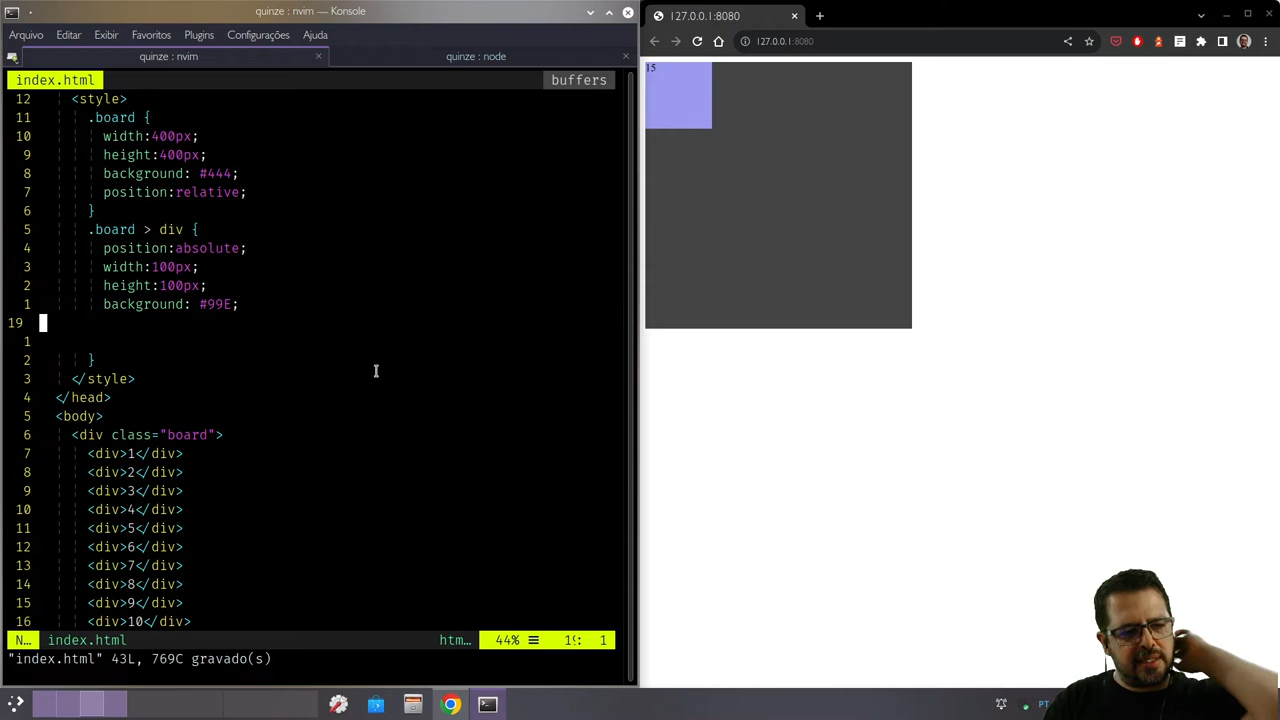 quinze : nvim — Konsole
Arquivo Editar Exibir Favoritos Plugins Configurações Ajuda
quinze : nvim
quinze : node
index.html
buffers
12 <style>
11 .board {
10 width:400px;
9 height:400px;
8 background: #444;
7 position:relative;
6 }
5 .board > div {
4 position:absolute;
3 width:100px;
2 height:100px;
1 background: #99E;
19
1
2 }
3 </style>
4 </head>
5 <body>
6 <div class="board">
7 <div>1</div>
8 <div>2</div>
9 <div>3</div>
10 <div>4</div>
11 <div>5</div>
12 <div>6</div>
13 <div>7</div>
14 <div>8</div>
15 <div>9</div>
16 <div>10</div>
N… index.html htm… 44% ☰ 19: 1
"index.html" 43L, 769C gravado(s)
127.0.0.1:8080
127.0.0.1:8080
15
PT